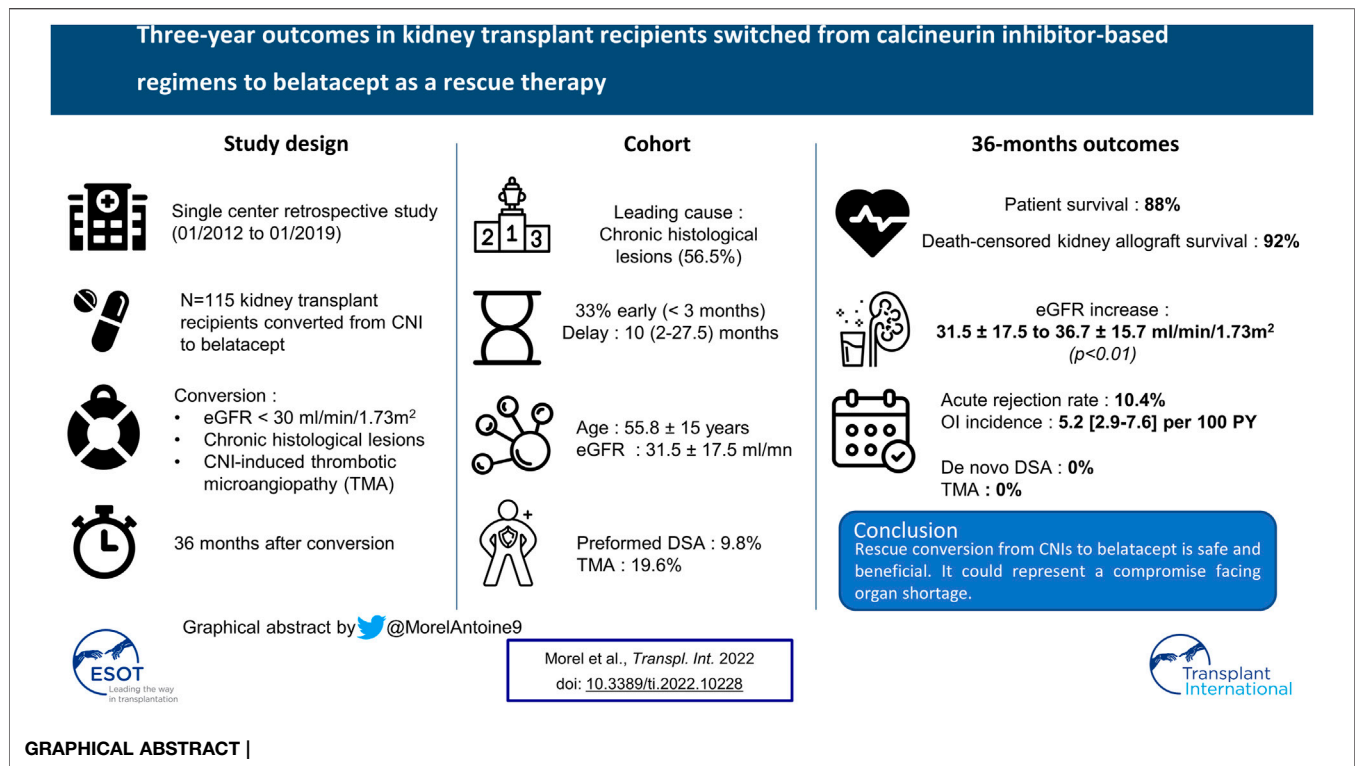 Three-year outcomes in kidney transplant recipients switched from calcineurin inhibitor-based
regimens to belatacept as a rescue therapy
Study design
Single center retrospective study
(01/2012 to 01/2019)
N=115 kidney transplant
recipients converted from CNI
to belatacept
Conversion :
• eGFR < 30 ml/min/1.73m²
• Chronic histological lesions
• CNI-induced thrombotic
microangiopathy (TMA)
36 months after conversion
Cohort
2 1 3
Leading cause :
Chronic histological
lesions (56.5%)
33% early (< 3 months)
Delay : 10 (2-27.5) months
Age : 55.8 ± 15 years
eGFR : 31.5 ± 17.5 ml/mn
Preformed DSA : 9.8%
TMA : 19.6%
36-months outcomes
Patient survival : 88%
Death-censored kidney allograft survival : 92%
eGFR increase :
31.5 ± 17.5 to 36.7 ± 15.7 ml/min/1.73m²
(p<0.01)
Acute rejection rate : 10.4%
OI incidence : 5.2 [2.9-7.6] per 100 PY
De novo DSA : 0%
TMA : 0%
Conclusion
Rescue conversion from CNIs to belatacept is safe and
beneficial. It could represent a compromise facing
organ shortage.
Graphical abstract by @MorelAntoine9
ESOT
Leading the way
in transplantation
Morel et al., Transpl. Int. 2022
doi: 10.3389/ti.2022.10228
Transplant
International
GRAPHICAL ABSTRACT |